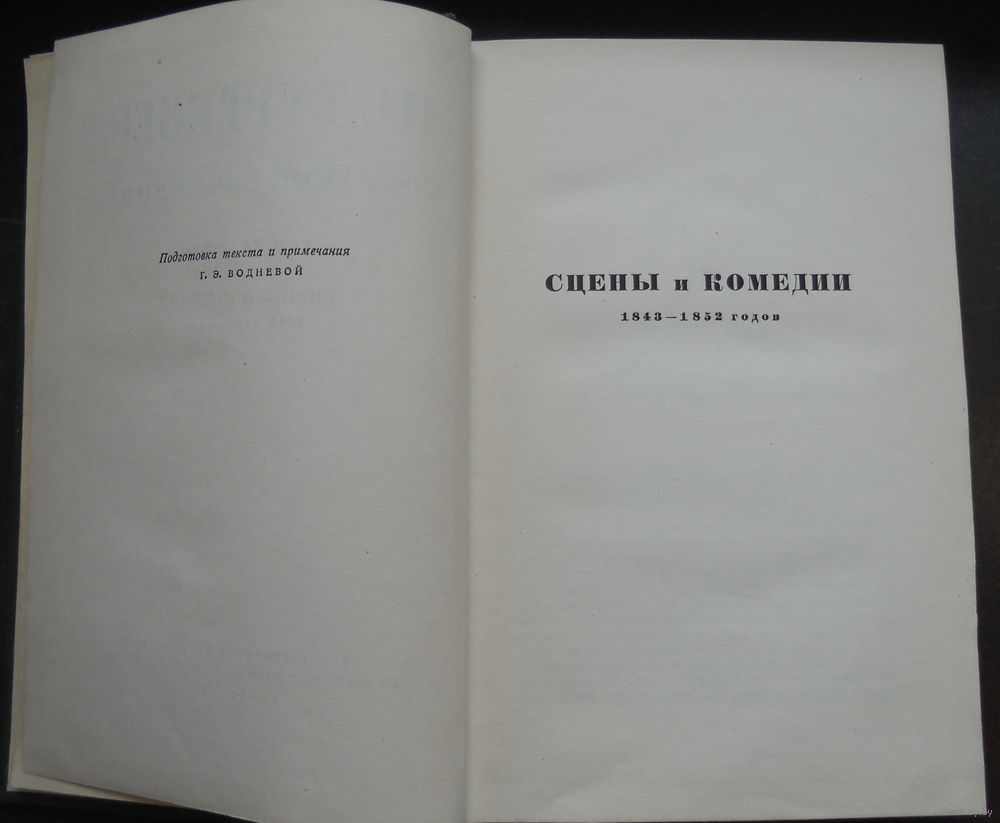 Подготовка текста и примечания
Г. Э. ВОДНЕВОЙ
СЦЕНЫ и КОМЕДИИ
1843—1852 годов